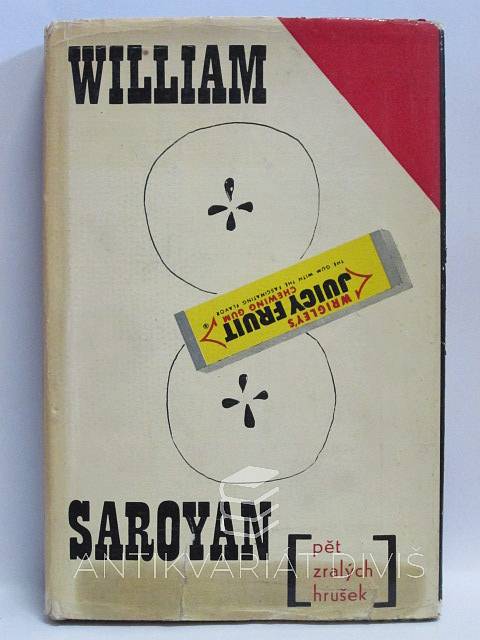 WILLIAM
WRIGLEY'S
JUICY FRUIT
CHEWING GUM
®
THE GUM WITH THE FASCINATING FLAVOR
SAROYAN
[pět
zralých
hrušek]
ANTIKVARIÁT DIVIŠ